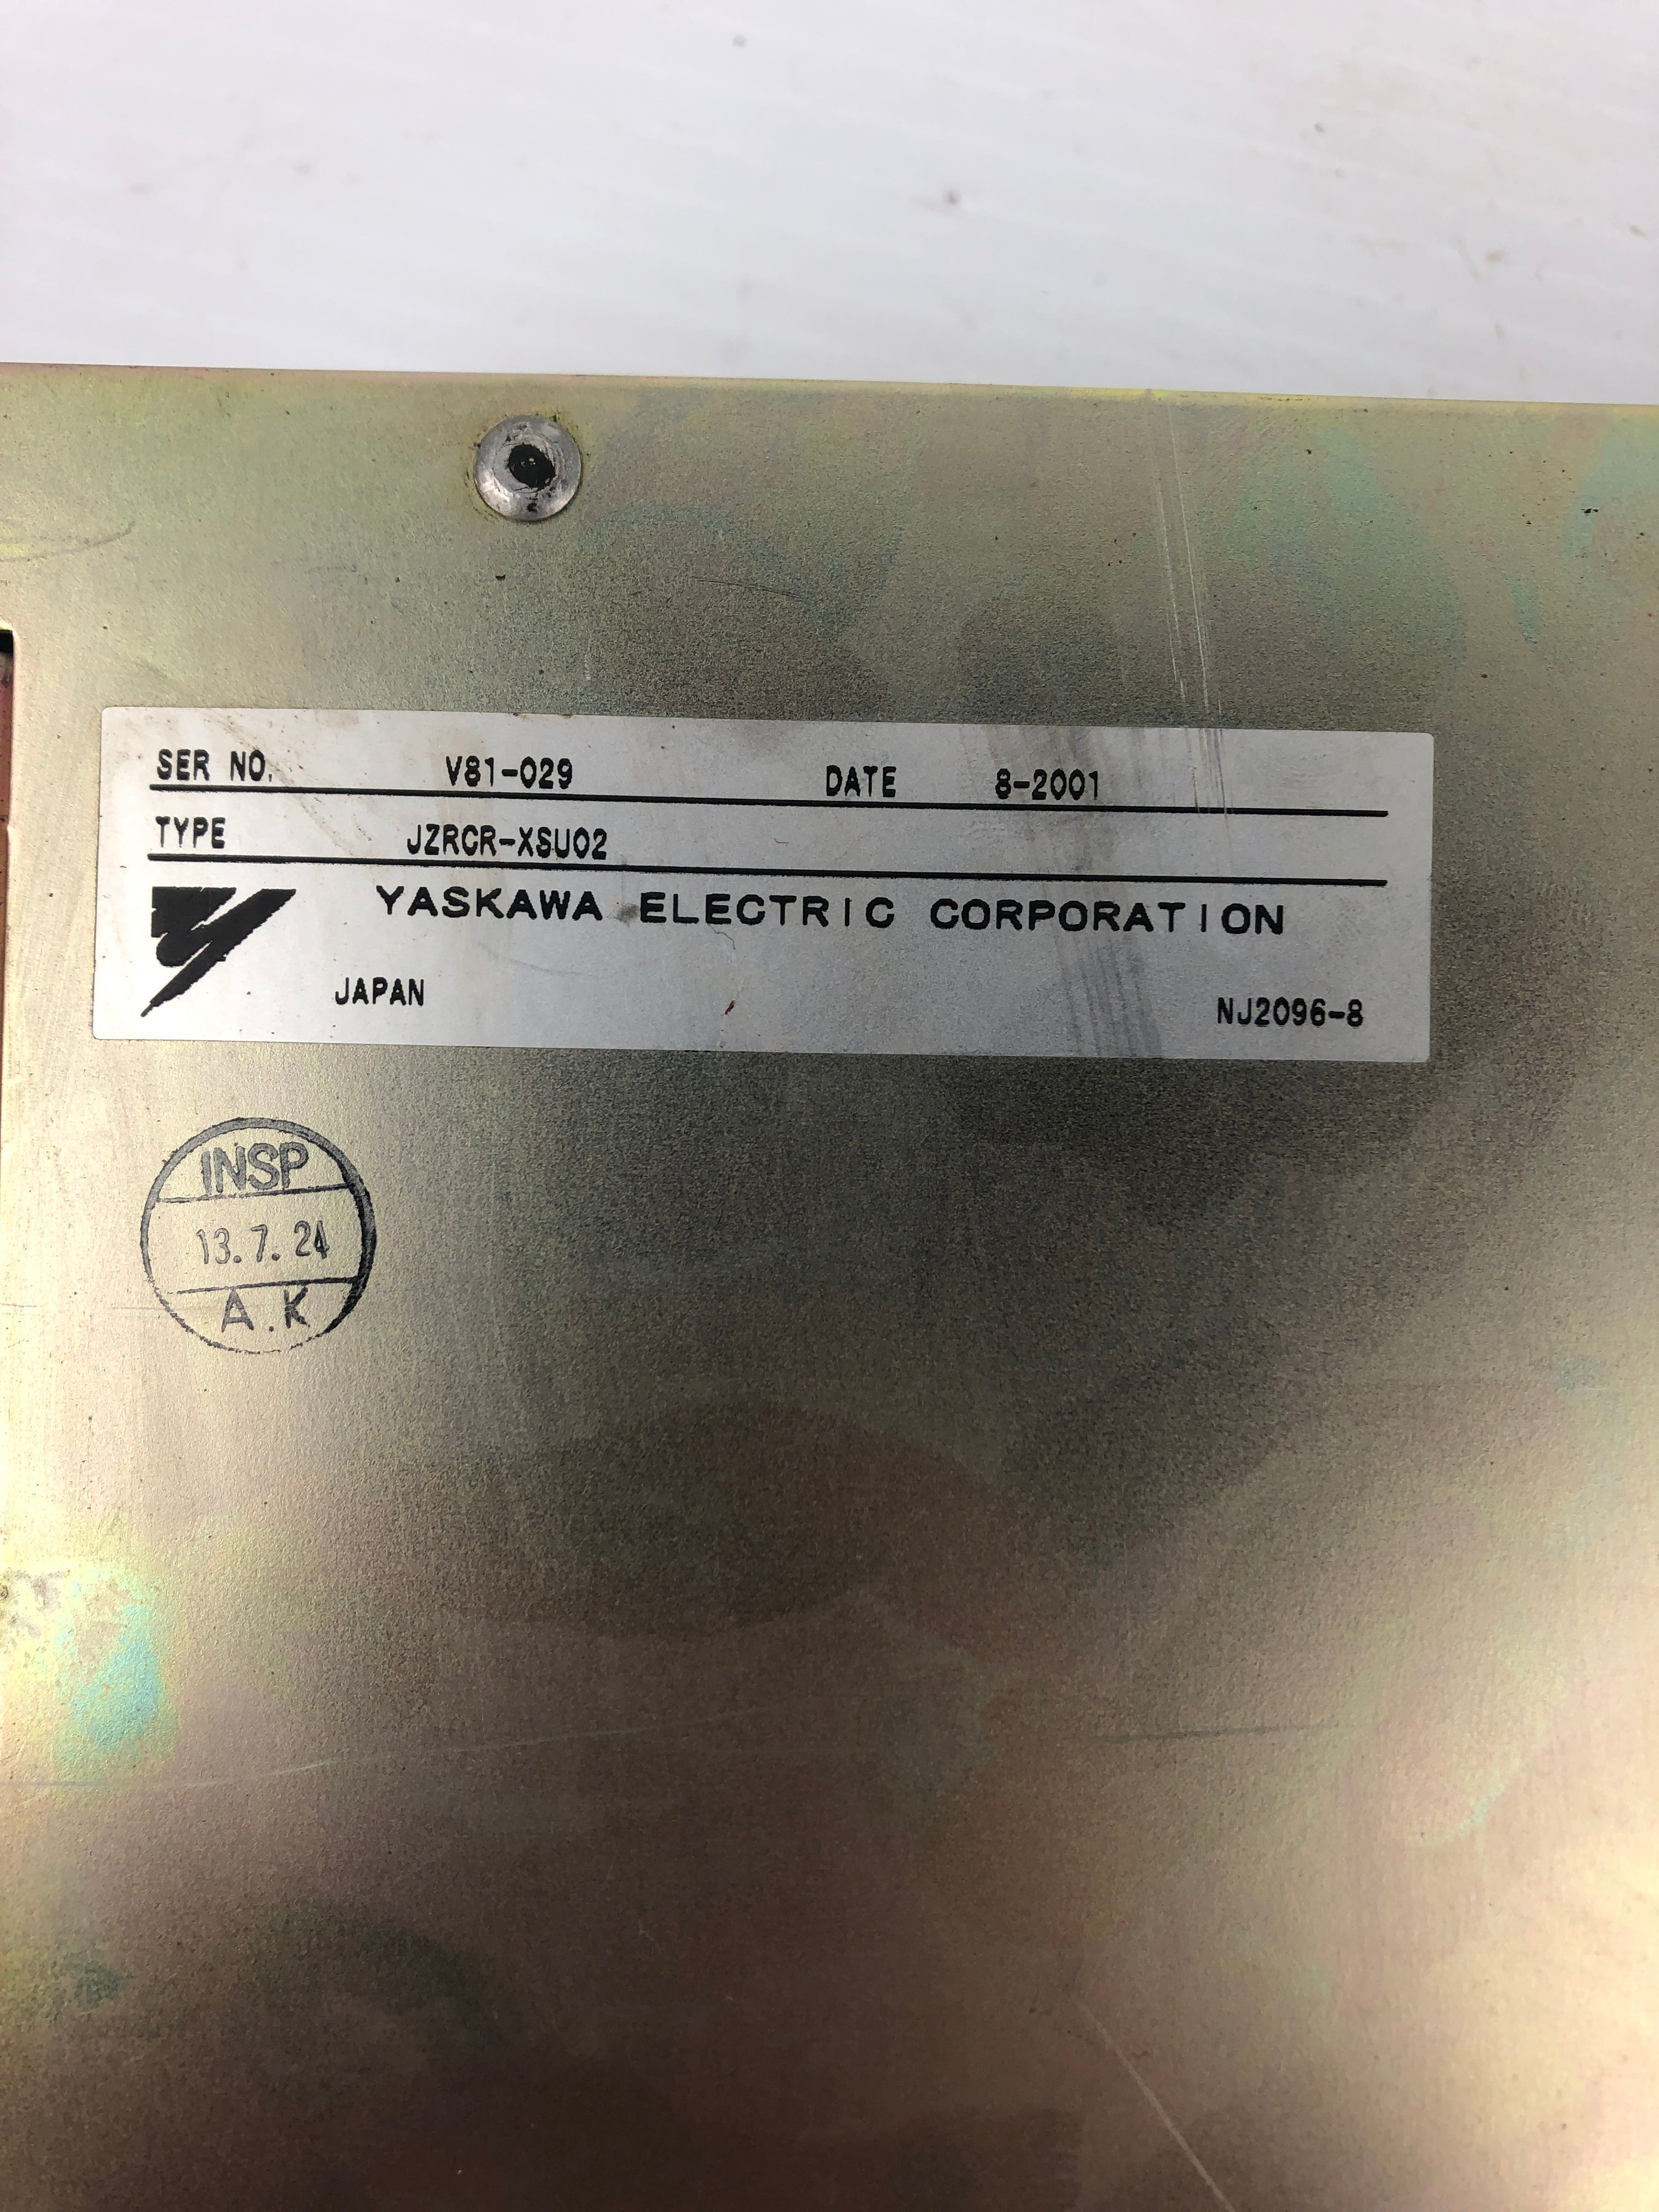 SER NO. V81-029 DATE 8-2001
TYPE JZRCR-XSU02
YASKAWA ELECTRIC CORPORATION
JAPAN NJ2096-8
INSP
13.7.24
A.K